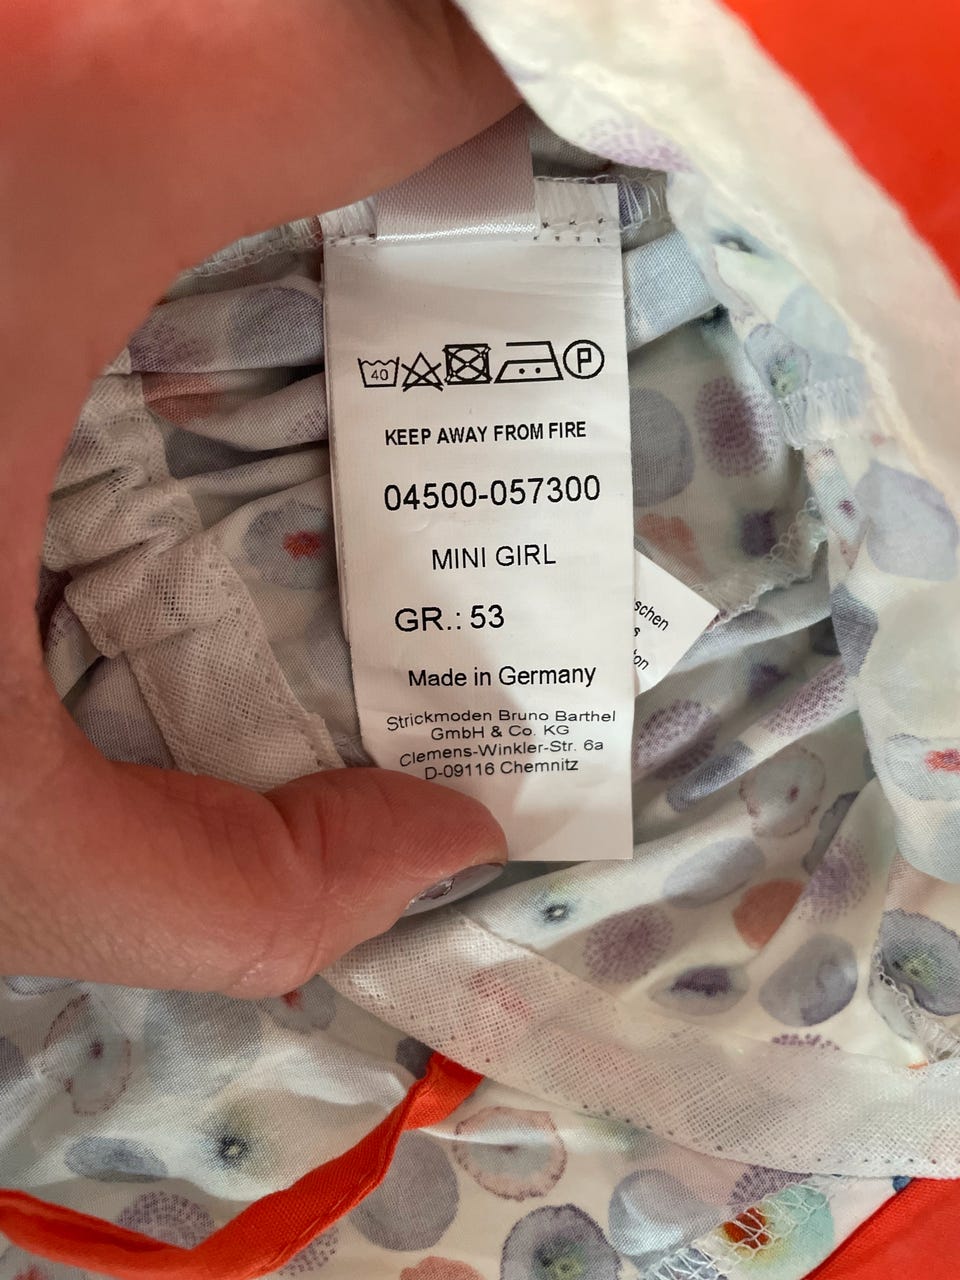 40 P
KEEP AWAY FROM FIRE
04500-057300
MINI GIRL
GR.: 53
Made in Germany
Strickmoden Bruno Barthel
GmbH & Co. KG
Clemens-Winkler-Str. 6a
D-09116 Chemnitz